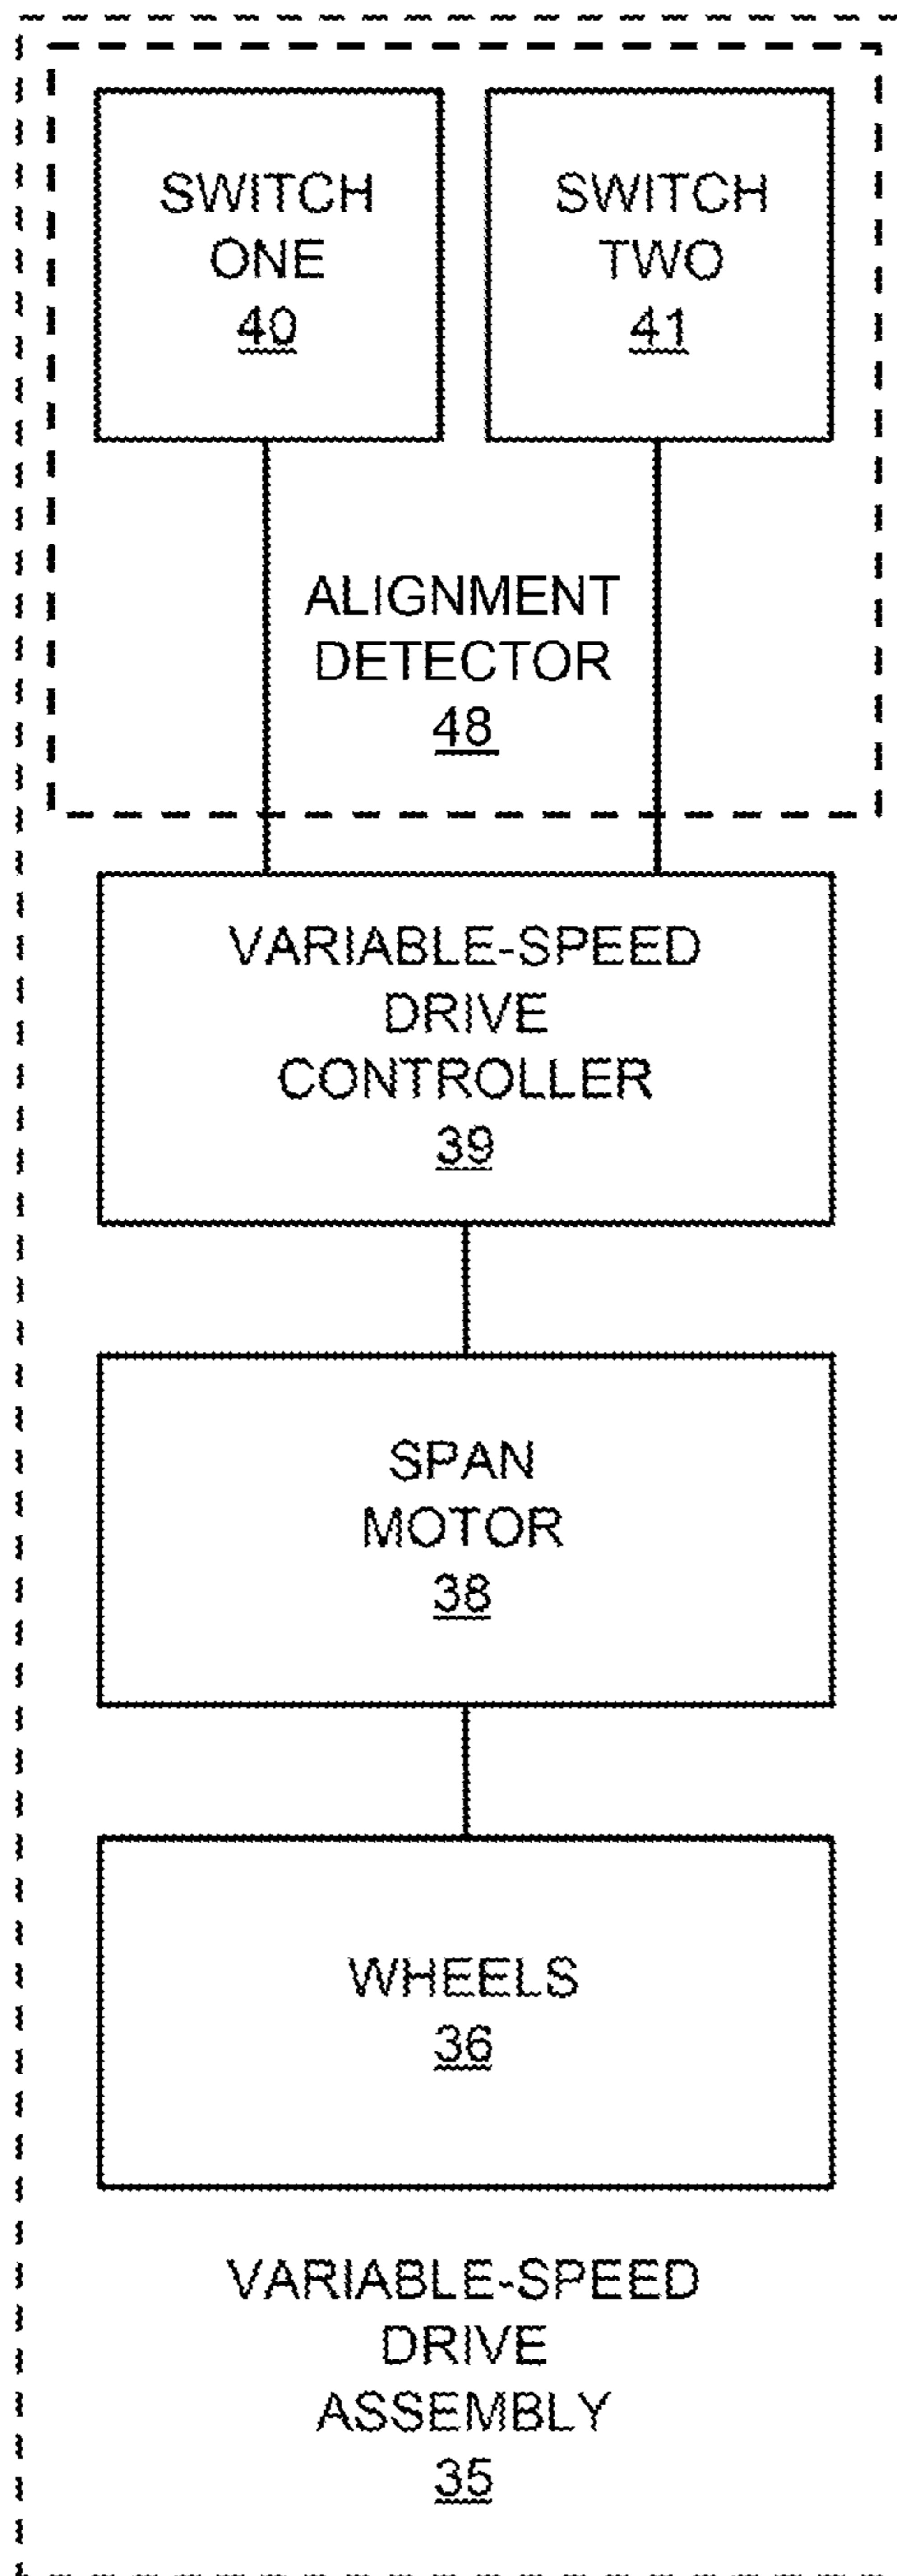 SWITCH
ONE
40
SWITCH
TWO
41
ALIGNMENT
DETECTOR
48
VARIABLE-SPEED
DRIVE
CONTROLLER
39
SPAN
MOTOR
38
WHEELS
36
VARIABLE-SPEED
DRIVE
ASSEMBLY
35